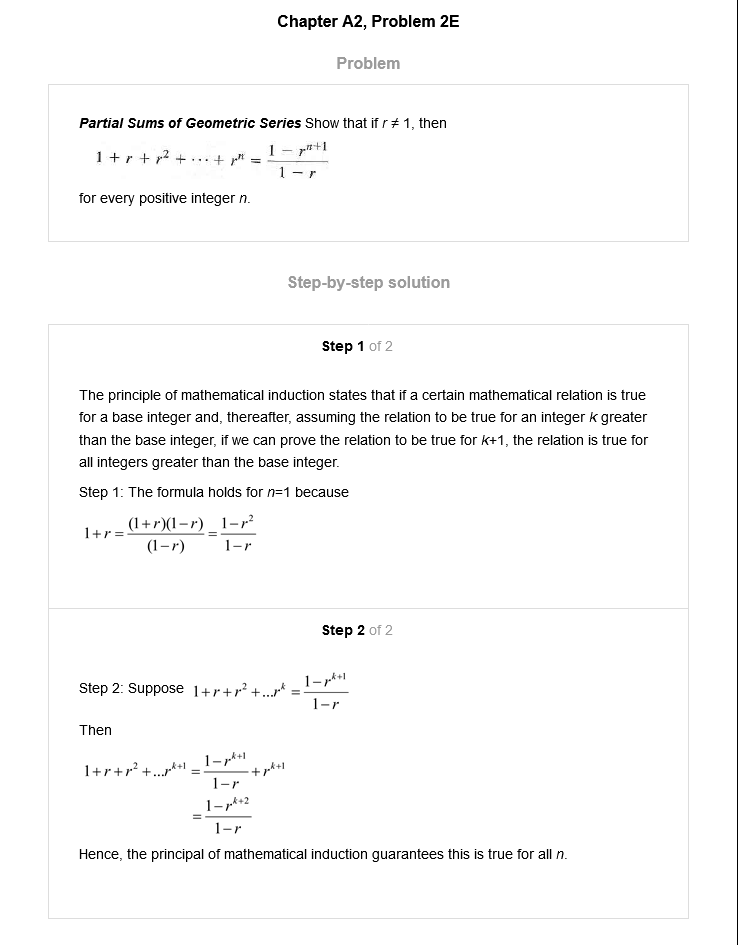 Chapter A2, Problem 2E
Problem
Partial Sums of Geometric Series Show that if r ≠ 1, then
1 + r + r² + ··· + rⁿ = \frac{1 − r^{n+1}}{1 − r}
for every positive integer n.
Step-by-step solution
Step 1 of 2
The principle of mathematical induction states that if a certain mathematical relation is true
for a base integer and, thereafter, assuming the relation to be true for an integer k greater
than the base integer, if we can prove the relation to be true for k+1, the relation is true for
all integers greater than the base integer.
Step 1: The formula holds for n=1 because
1+r = \frac{(1+r)(1−r)}{(1−r)} = \frac{1−r²}{1−r}
Step 2 of 2
Step 2: Suppose 1+r+r²+...r^k = \frac{1−r^{k+1}}{1−r}
Then
1+r+r²+...r^{k+1} = \frac{1−r^{k+1}}{1−r} + r^{k+1}
= \frac{1−r^{k+2}}{1−r}
Hence, the principal of mathematical induction guarantees this is true for all n.